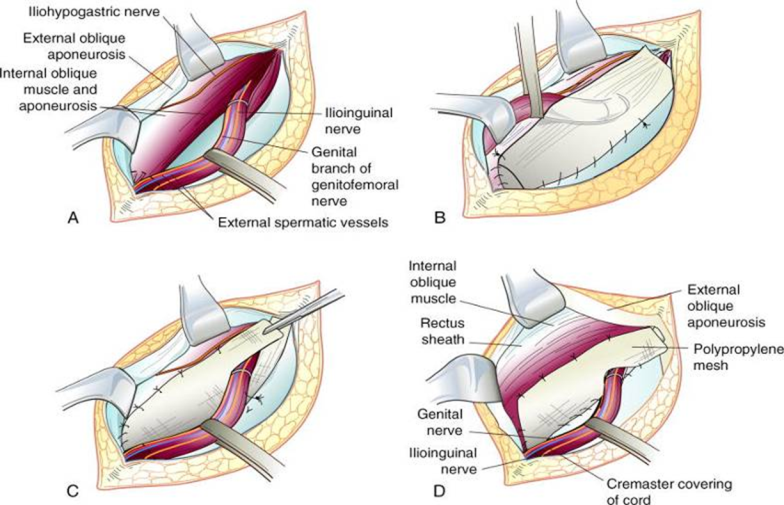 Iliohypogastric nerve
External oblique
aponeurosis
Internal oblique
muscle and
aponeurosis
Ilioinguinal
nerve
Genital
branch of
genitofemoral
nerve
External spermatic vessels
A
B
C
Internal
oblique
muscle
Rectus
sheath
External
oblique
aponeurosis
Polypropylene
mesh
Genital
nerve
Ilioinguinal
nerve
Cremaster covering
of cord
D